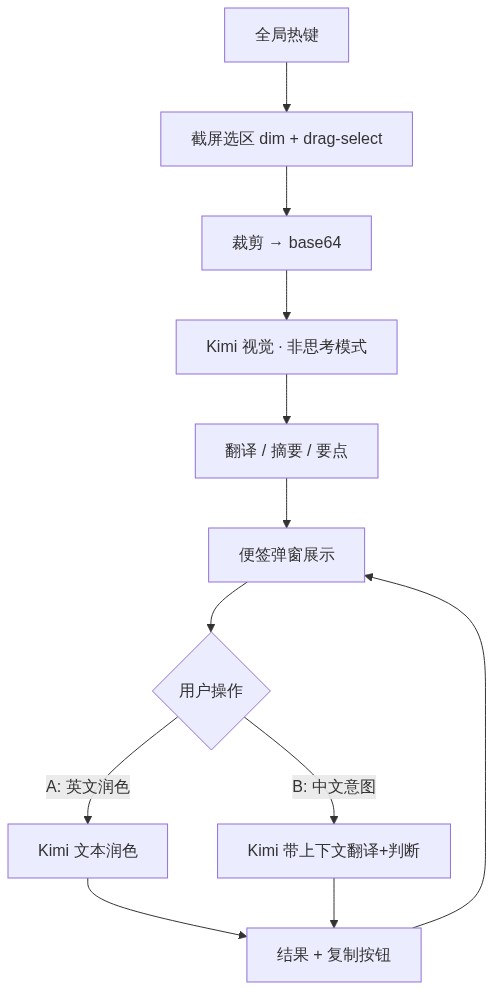 全局热键
截屏选区 dim + drag-select
裁剪 → base64
Kimi 视觉 · 非思考模式
翻译 / 摘要 / 要点
便签弹窗展示
用户操作
A: 英文润色
B: 中文意图
Kimi 文本润色
Kimi 带上下文翻译+判断
结果 + 复制按钮